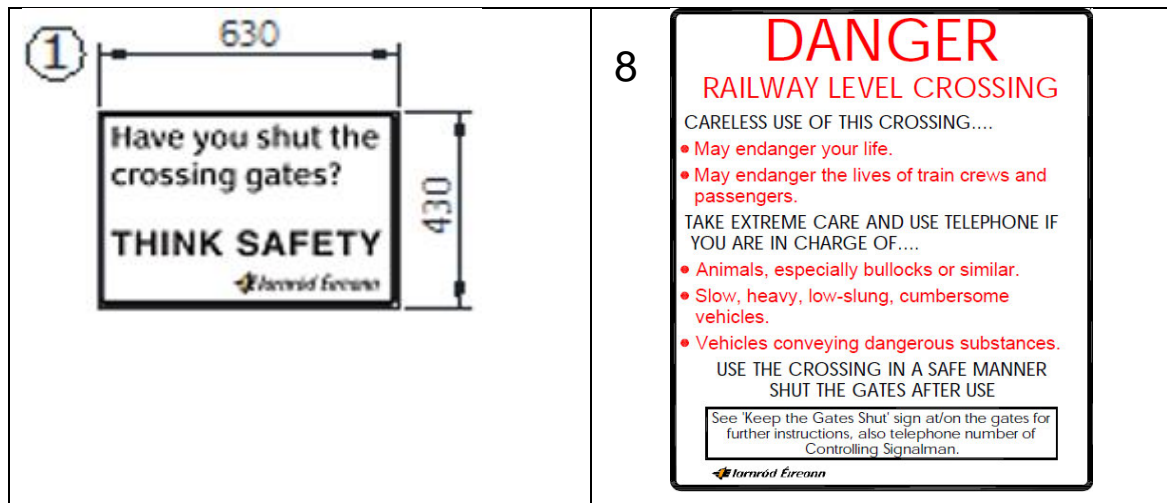 1
630
430
Have you shut the
crossing gates?
THINK SAFETY
Iarnród Éireann
8
DANGER
RAILWAY LEVEL CROSSING
CARELESS USE OF THIS CROSSING....
• May endanger your life.
• May endanger the lives of train crews and
passengers.
TAKE EXTREME CARE AND USE TELEPHONE IF
YOU ARE IN CHARGE OF....
• Animals, especially bullocks or similar.
• Slow, heavy, low-slung, cumbersome
vehicles.
• Vehicles conveying dangerous substances.
USE THE CROSSING IN A SAFE MANNER
SHUT THE GATES AFTER USE
See 'Keep the Gates Shut' sign at/on the gates for
further instructions, also telephone number of
Controlling Signalman.
Iarnród Éireann